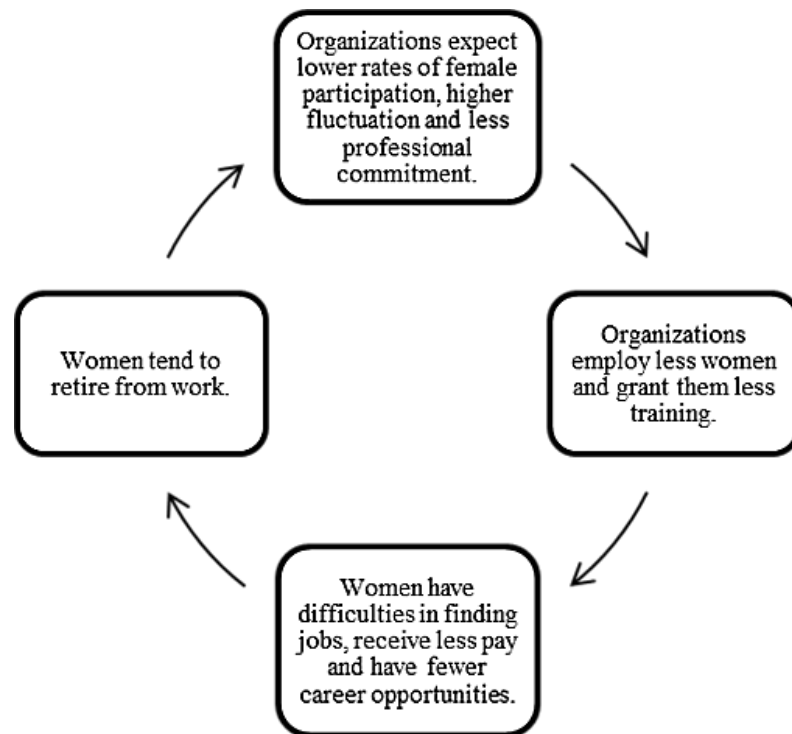 Organizations expect
lower rates of female
participation, higher
fluctuation and less
professional
commitment.
Organizations
employ less women
and grant them less
training.
Women have
difficulties in finding
jobs, receive less pay
and have fewer
career opportunities.
Women tend to
retire from work.